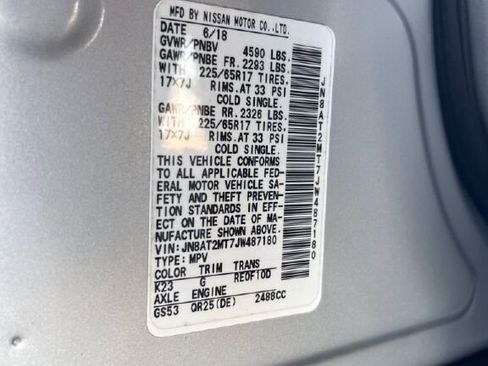 MFD BY NISSAN MOTOR CO.,LTD.
DATE 6/18
GVWR/PNBV 4590 LBS.
GAWR/PNBE FR. 2293 LBS.
WITH 225/65R17 TIRES,
17X7J RIMS.AT 33 PSI
COLD SINGLE.
GAWR/PNBE RR. 2326 LBS.
WITH 225/65R17 TIRES,
17X7J RIMS.AT 33 PSI
COLD SINGLE.
THIS VEHICLE CONFORMS
TO ALL APPLICABLE FED-
ERAL MOTOR VEHICLE SA-
FETY AND THEFT PREVENT-
ION STANDARDS IN EFF-
ECT ON THE DATE OF MA-
NUFACTURE SHOWN ABOVE.
VIN: JN8AT2MT7JW487180
TYPE: MPV
COLOR TRIM TRANS
K23 G RE0F10D
AXLE ENGINE
GS53 QR25(DE) 2488CC
JN8AT2MT7JW487180